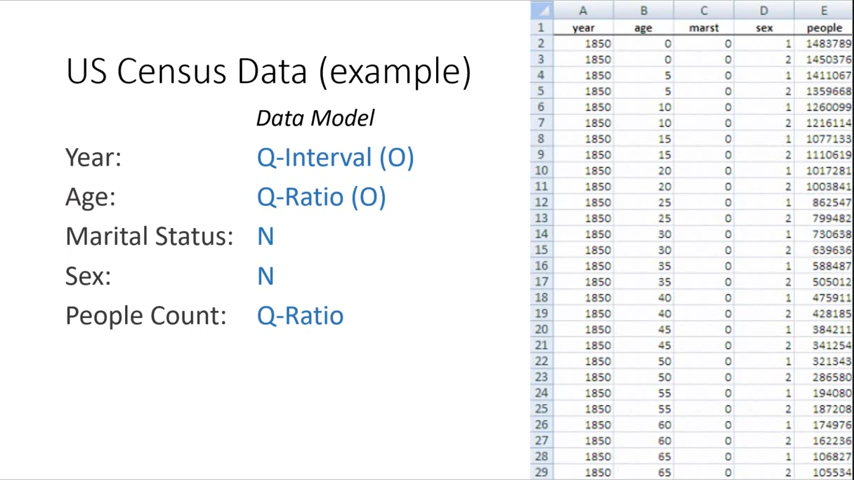 US Census Data (example)
Data Model
Year: Q-Interval (O)
Age: Q-Ratio (O)
Marital Status: N
Sex: N
People Count: Q-Ratio
A B C D E
1 year age marst sex people
2 1850 0 0 1 1483789
3 1850 0 0 2 1450376
4 1850 5 0 1 1411067
5 1850 5 0 2 1359668
6 1850 10 0 1 1260099
7 1850 10 0 2 1216114
8 1850 15 0 1 1077133
9 1850 15 0 2 1110619
10 1850 20 0 1 1017281
11 1850 20 0 2 1003841
12 1850 25 0 1 862547
13 1850 25 0 2 799482
14 1850 30 0 1 730638
15 1850 30 0 2 639636
16 1850 35 0 1 588487
17 1850 35 0 2 505012
18 1850 40 0 1 475911
19 1850 40 0 2 428185
20 1850 45 0 1 384211
21 1850 45 0 2 341254
22 1850 50 0 1 321343
23 1850 50 0 2 286580
24 1850 55 0 1 194080
25 1850 55 0 2 187208
26 1850 60 0 1 174976
27 1850 60 0 2 162236
28 1850 65 0 1 106827
29 1850 65 0 2 105534